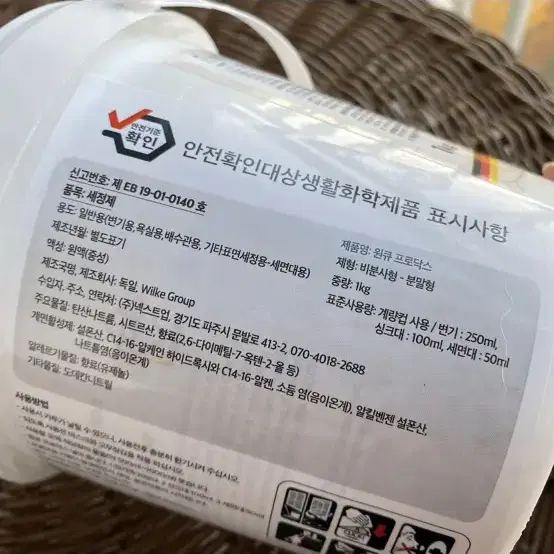 안전기준
확인
안전확인대상생활화학제품 표시사항
신고번호: 제 EB 19-01-0140 호
품목: 세정제
용도: 일반용(변기용,욕실용,배수관용, 기타표면세정용-세면대용)
제조년월: 별도표기
액성: 원액(중성)
제조국명, 제조회사: 독일, Wilke Group
수입자, 주소, 연락처: (주)넥스트업, 경기도 파주시 문발로 413-2, 070-4018-2688
주요물질: 탄산나트륨, 시트르산, 향료(2,6-다이메틸-7-옥텐-2-올 등)
계면활성제: 설폰산, C14-16-알케인 하이드록시와 C14-16-알켄, 소듐 염(음이온계), 알킬벤젠 설폰산,
나트륨염(음이온계)
알레르기물질: 향료(유제놀)
기타물질: 도데칸니트릴
제품명: 원큐 프로닥스
제형: 비분사형 - 분말형
중량: 1kg
표준사용량: 계량컵 사용 / 변기 : 250ml,
싱크대 : 100ml, 세면대 : 50ml
사용방법